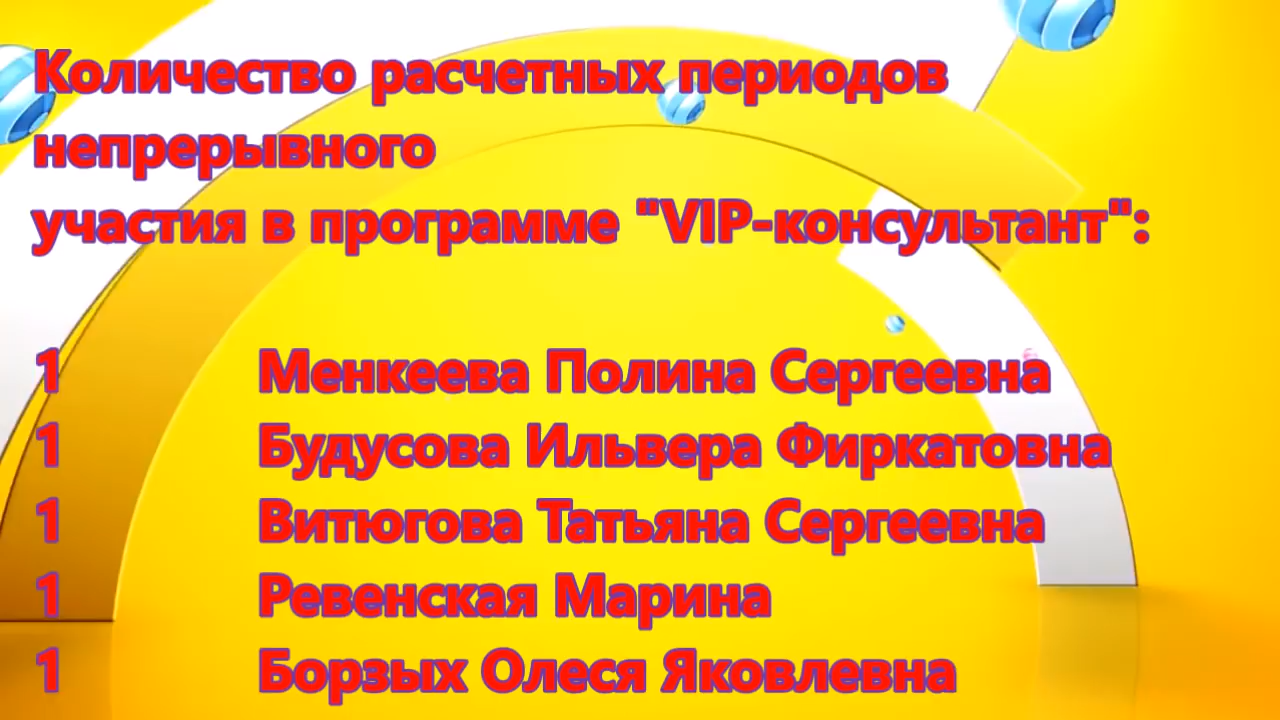 Количество расчетных периодов
непрерывного
участия в программе "VIP-консультант":
1 Менкеева Полина Сергеевна
1 Будусова Ильвера Фиркатовна
1 Витюгова Татьяна Сергеевна
1 Ревенская Марина
1 Борзых Олеся Яковлевна